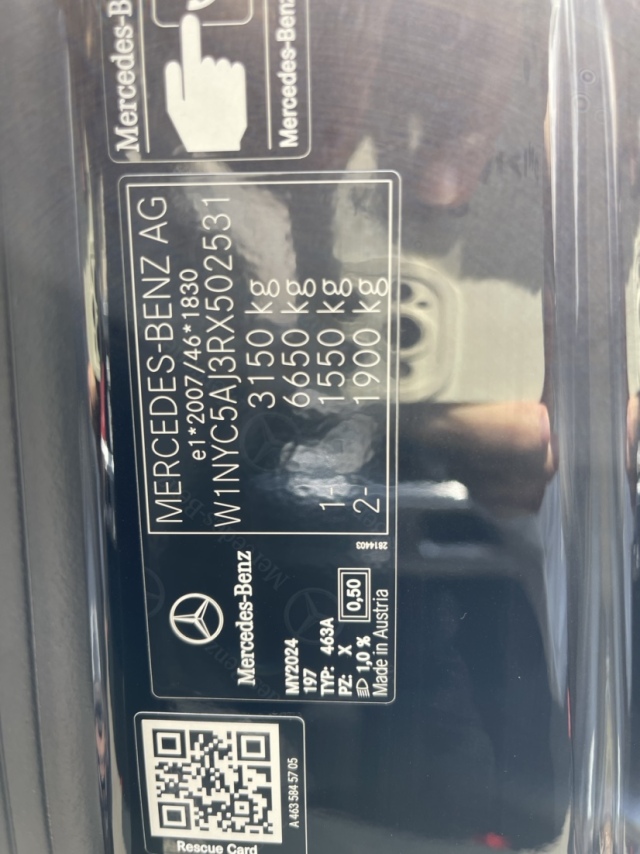 Rescue Card
A 463 584 57 05
Mercedes-Benz
MY2024
197
TYP: 463A
PZ: X
1,0 %
0,50
Made in Austria
MERCEDES-BENZ AG
e1*2007/46*1830
W1NYC5AJ3RX502531
3150 kg
6650 kg
1- 1550 kg
2- 1900 kg
2814403
Mercedes-B
Mercedes-Benz